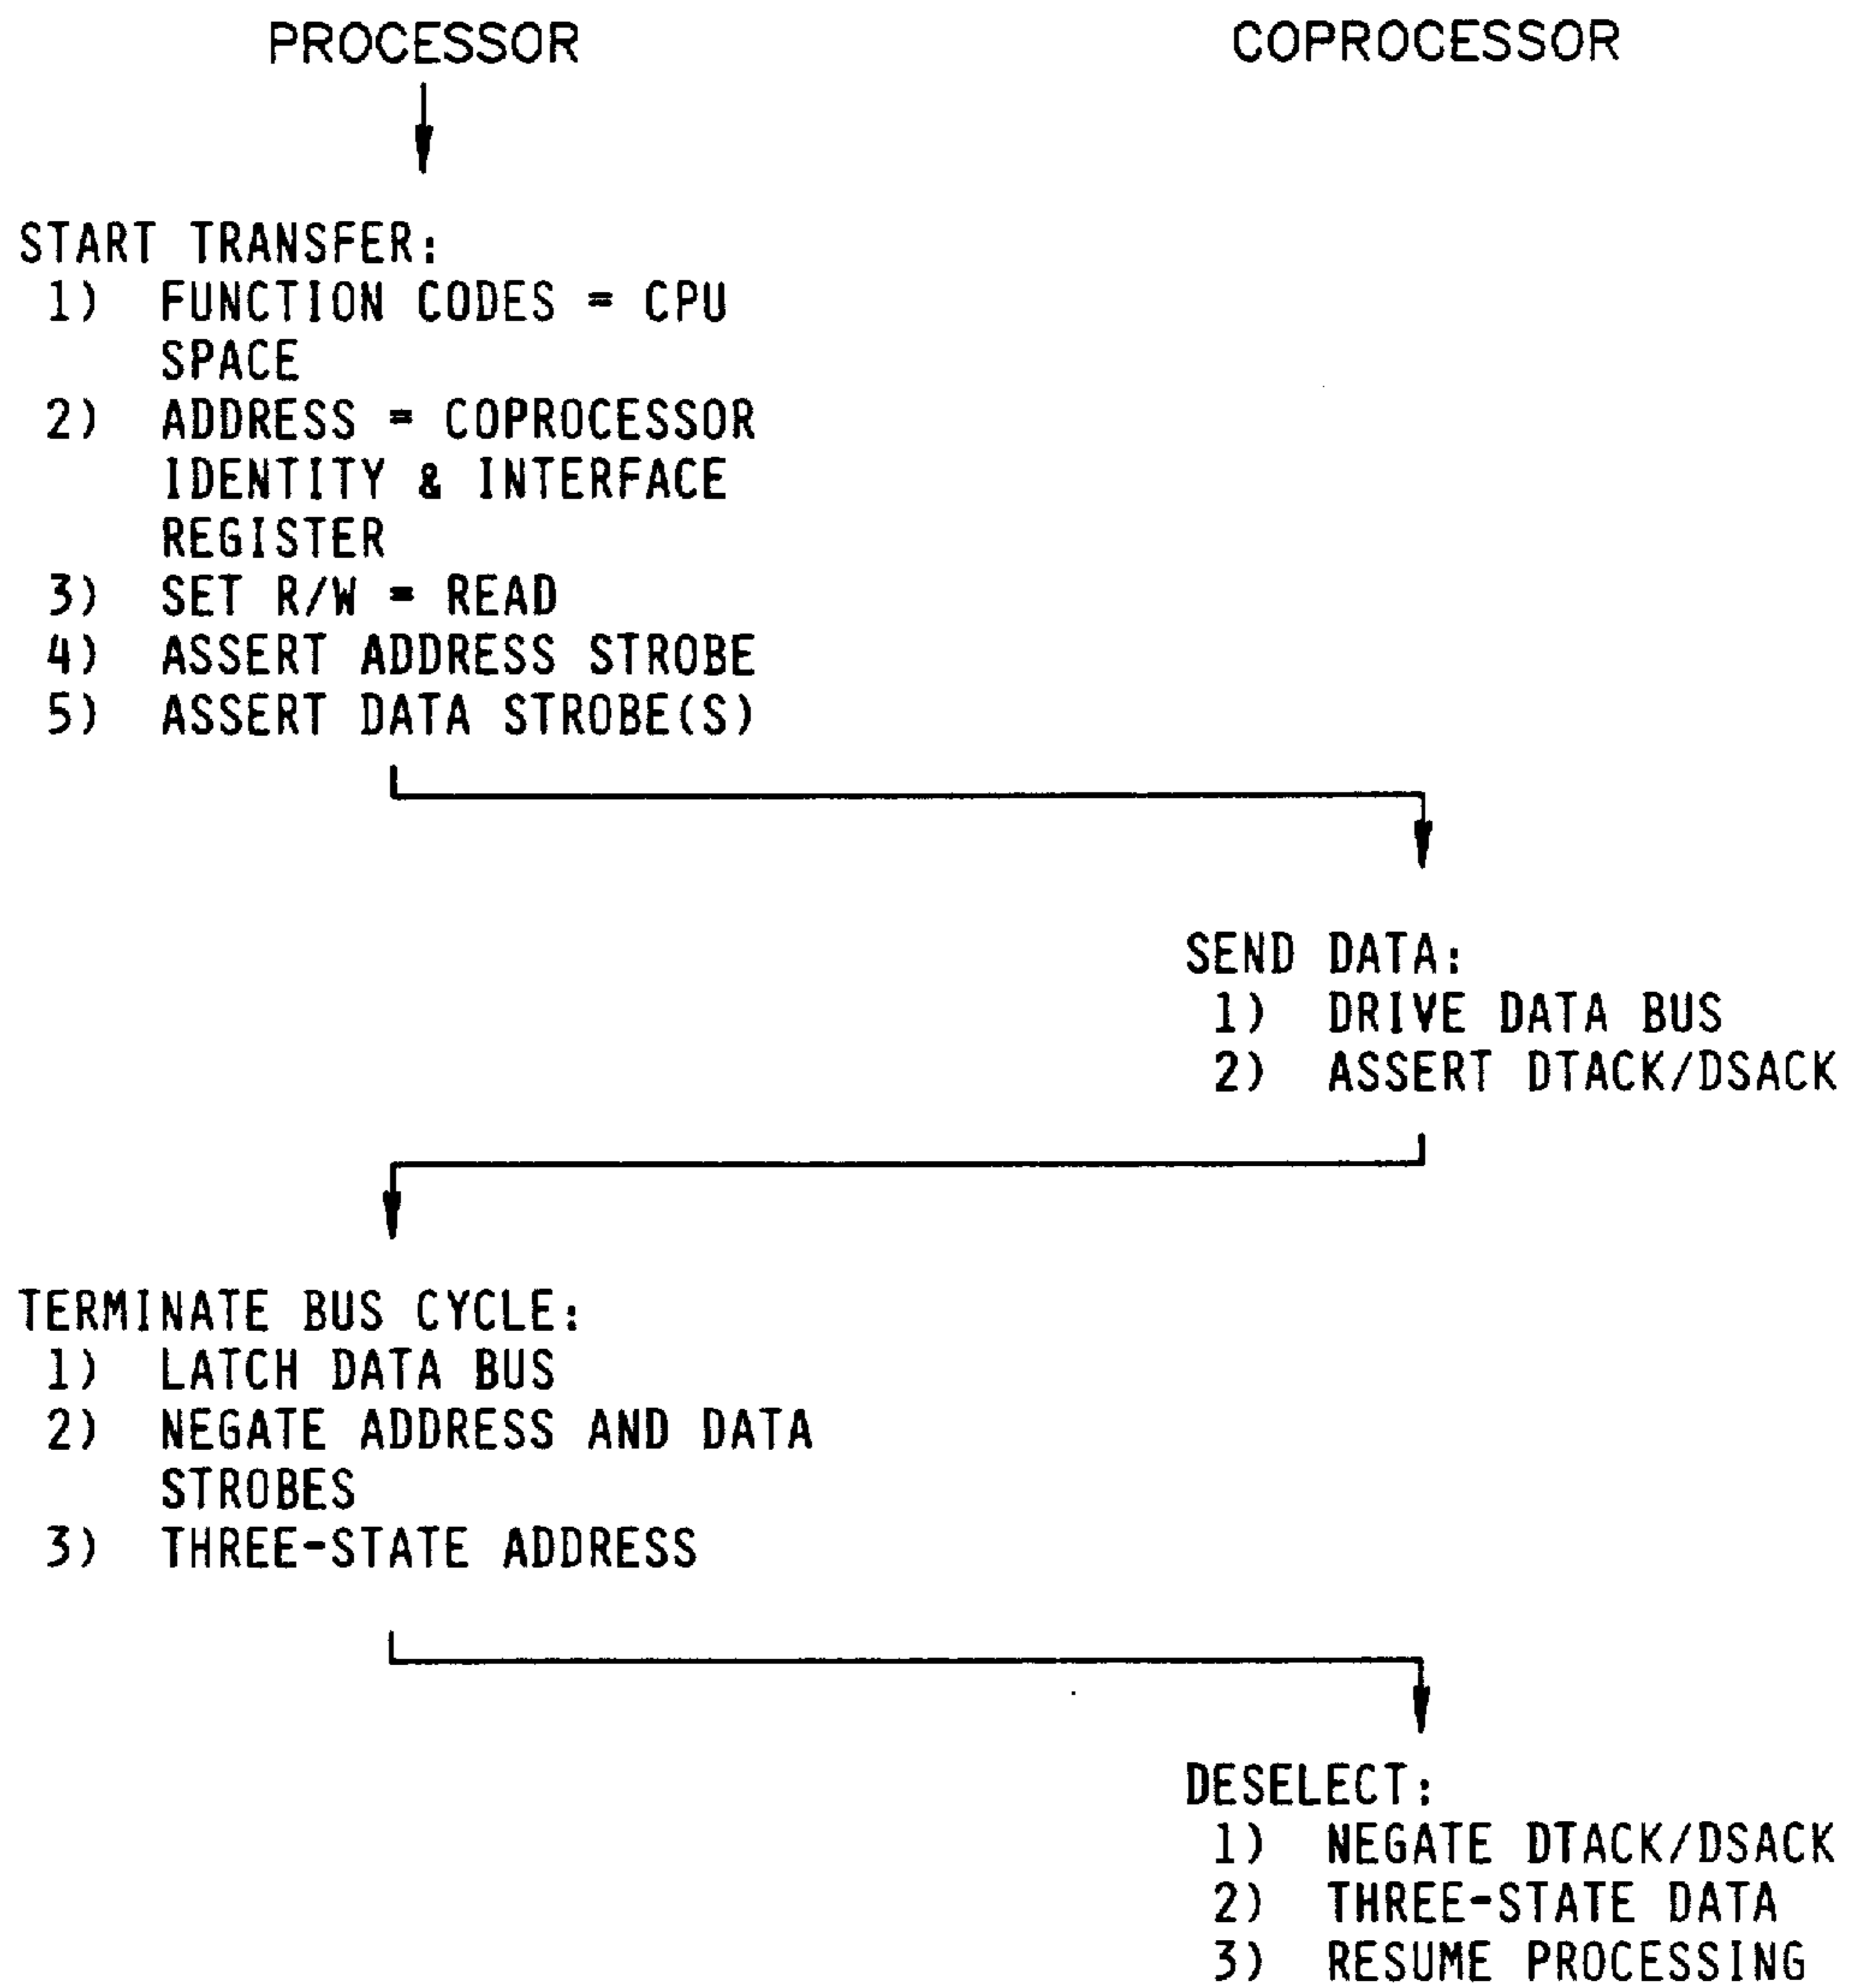 PROCESSOR
COPROCESSOR
START TRANSFER:
1) FUNCTION CODES = CPU
SPACE
2) ADDRESS = COPROCESSOR
IDENTITY & INTERFACE
REGISTER
3) SET R/W = READ
4) ASSERT ADDRESS STROBE
5) ASSERT DATA STROBE(S)
SEND DATA:
1) DRIVE DATA BUS
2) ASSERT DTACK/DSACK
TERMINATE BUS CYCLE:
1) LATCH DATA BUS
2) NEGATE ADDRESS AND DATA
STROBES
3) THREE-STATE ADDRESS
DESELECT:
1) NEGATE DTACK/DSACK
2) THREE-STATE DATA
3) RESUME PROCESSING